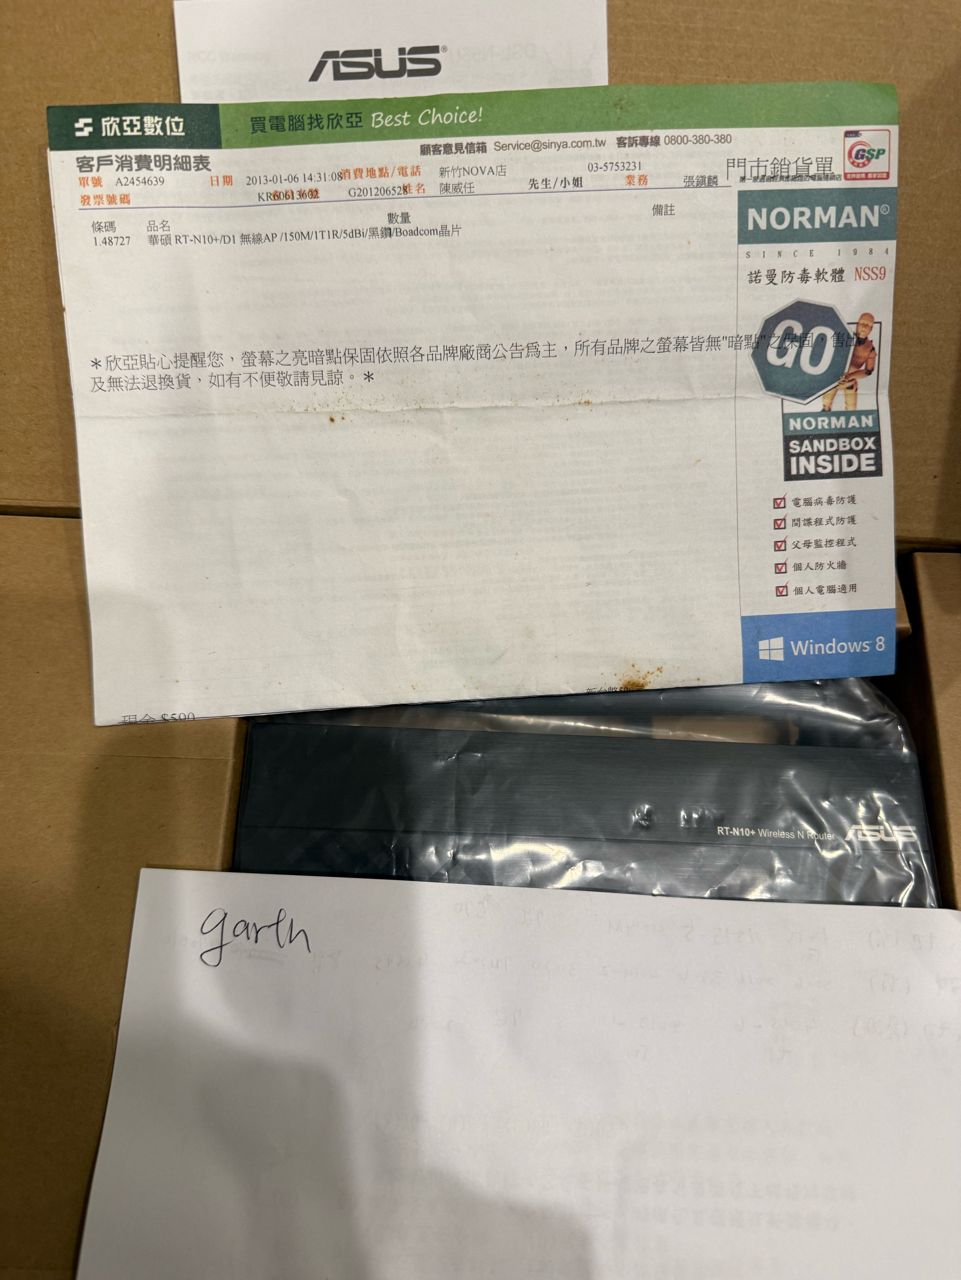 ASUS
欣亞數位 買電腦找欣亞 Best Choice!
顧客意見信箱 Service@sinya.com.tw 客訴專線 0800-380-380
客戶消費明細表
門市銷貨單
GSP
單號 A2454639 日期 2013-01-06 14:31:08 消費地點/電話 新竹NOVA店 03-5753231
發票號碼 G201206528 姓名 陳威任 先生/小姐 業務 張鎮麟
條碼 品名 數量 備註
1.48727 華碩 RT-N10+/D1 無線AP /150M/1T1R/5dBi/黑鑽/Boadcom晶片
＊欣亞貼心提醒您，螢幕之亮暗點保固依照各品牌廠商公告為主，所有品牌之螢幕皆無"暗點"之保固，售出
及無法退換貨，如有不便敬請見諒。＊
NORMAN®
SINCE 1984
諾曼防毒軟體 NSS9
GO
NORMAN
SANDBOX
INSIDE
電腦病毒防護
間諜程式防護
父母監控程式
個人防火牆
個人電腦適用
Windows 8
現金 $590
RT-N10+ Wireless N Router ASUS
garth